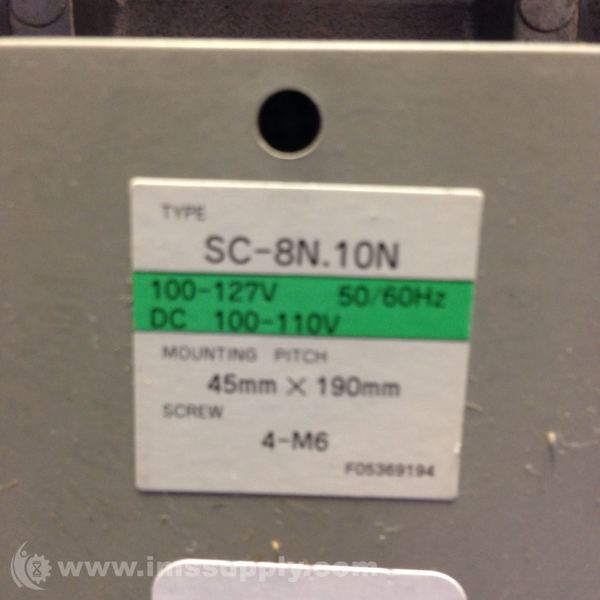 TYPE
SC-8N.10N
100-127V 50/60Hz
DC 100-110V
MOUNTING PITCH
45mm X 190mm
SCREW
4-M6
F05369194
www.imssupply.com